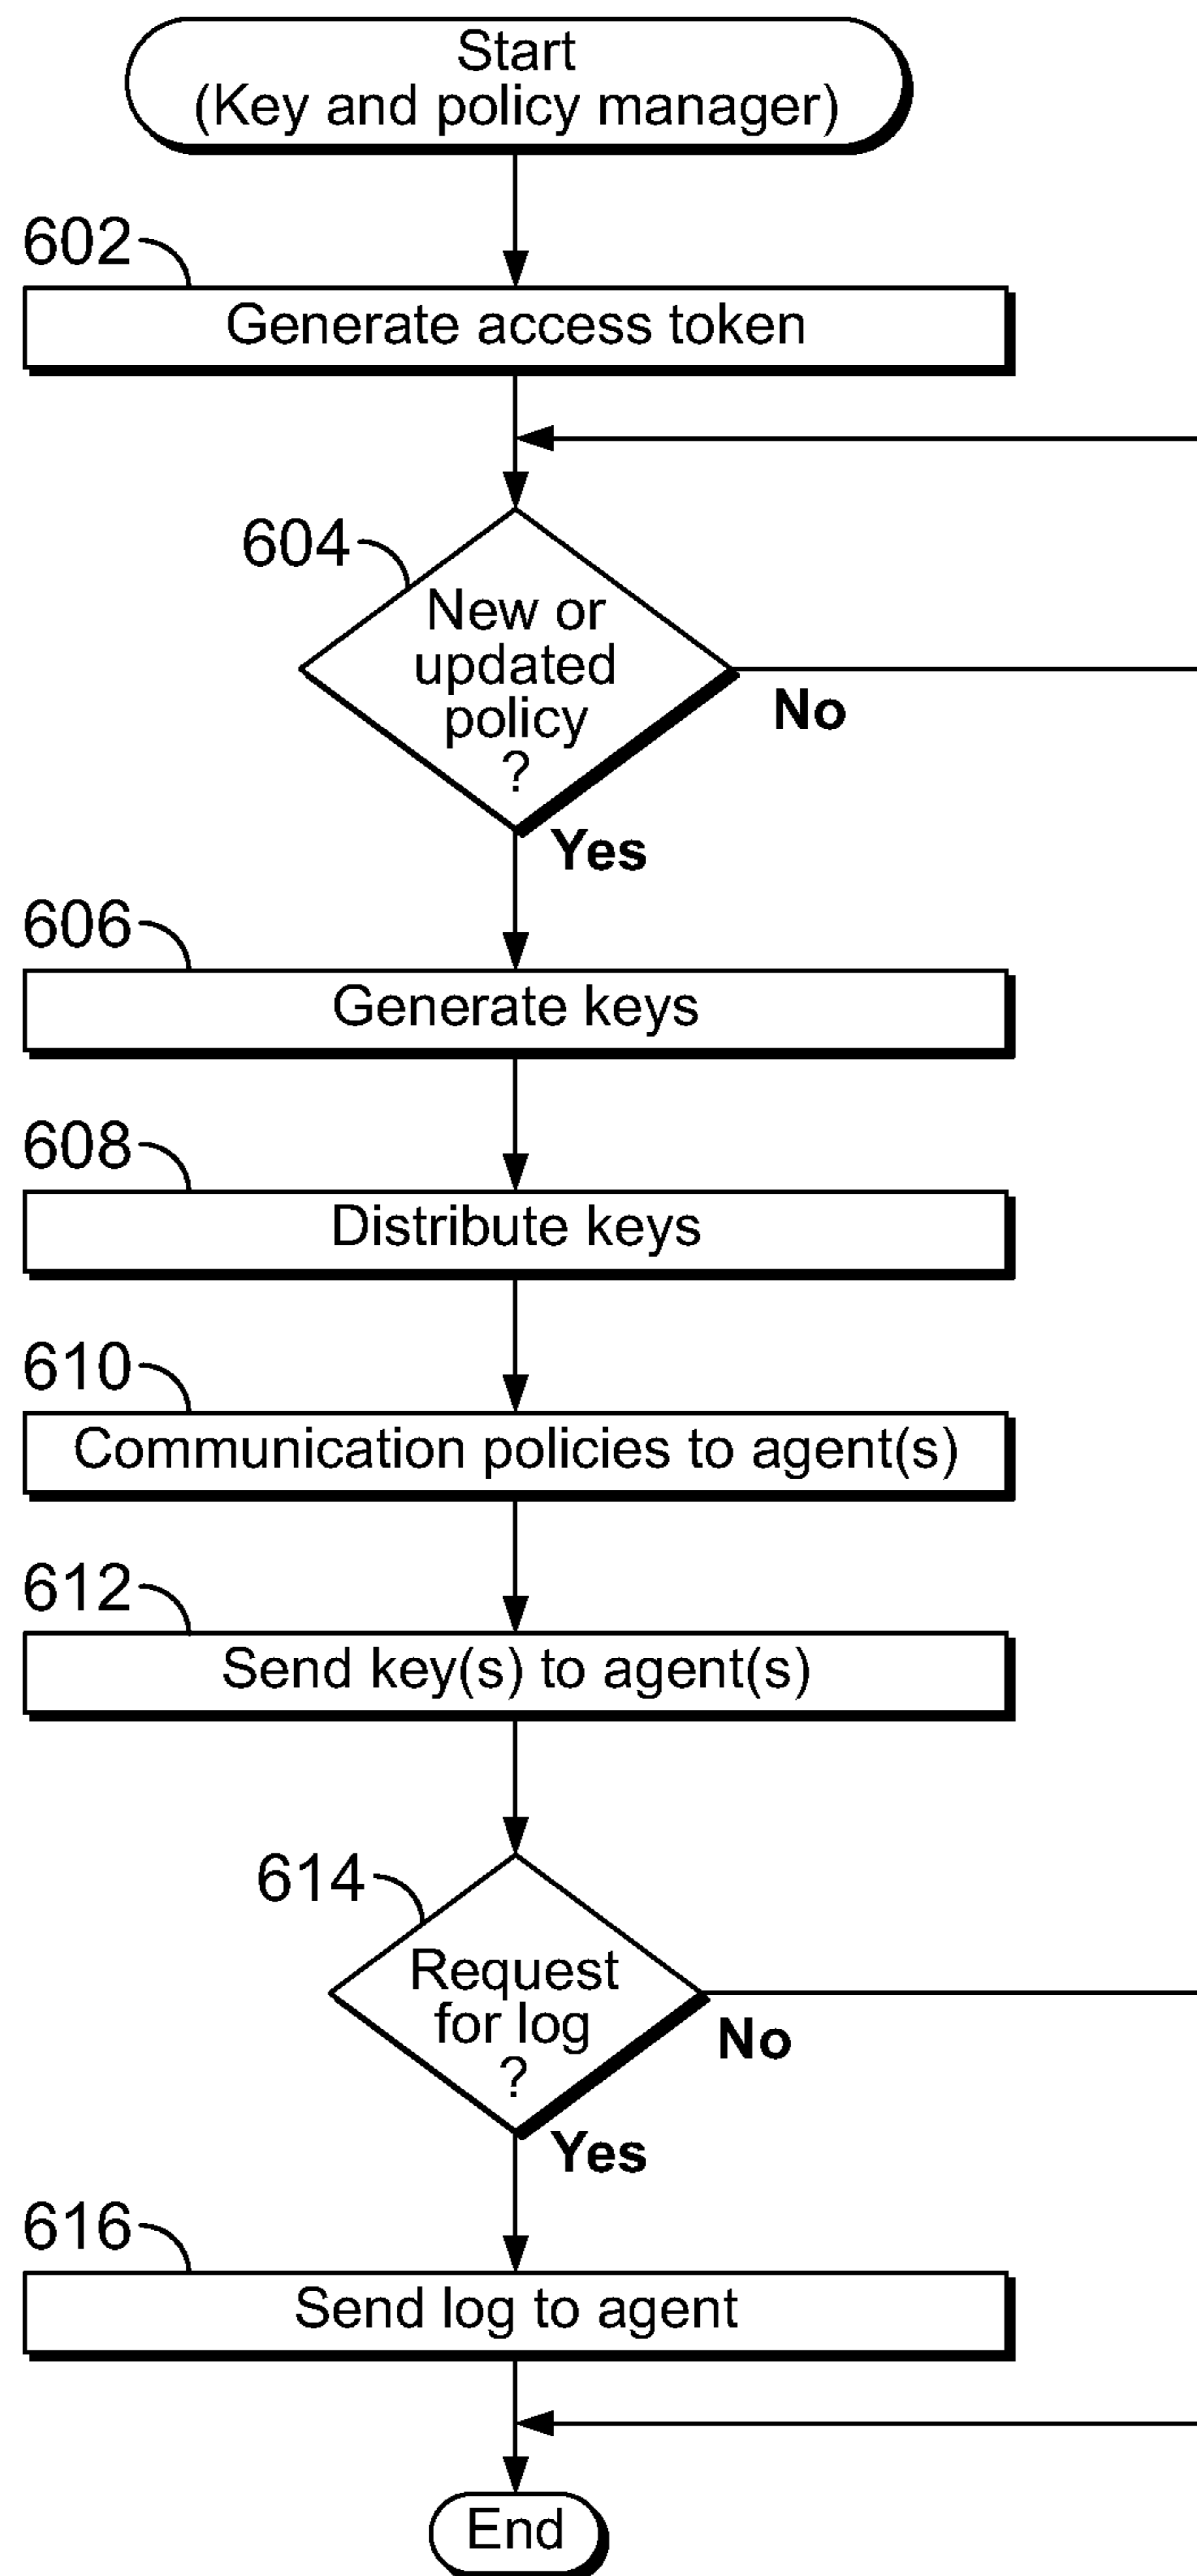 Start
(Key and policy manager)
602
Generate access token
604
New or
updated
policy
?
No
Yes
606
Generate keys
608
Distribute keys
610
Communication policies to agent(s)
612
Send key(s) to agent(s)
614
Request
for log
?
No
Yes
616
Send log to agent
End